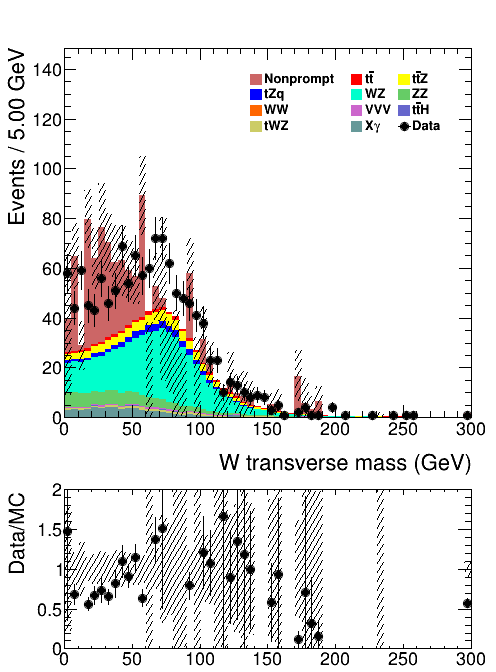 Events / 5.00 GeV
140
120
100
80
60
40
20
0
Nonprompt tt̄ tt̄Z
tZq WZ ZZ
WW VVV tt̄H
tWZ Xγ Data
0 50 100 150 200 250 300
W transverse mass (GeV)
Data/MC
2
1.5
1
0.5
0
0 50 100 150 200 250 300